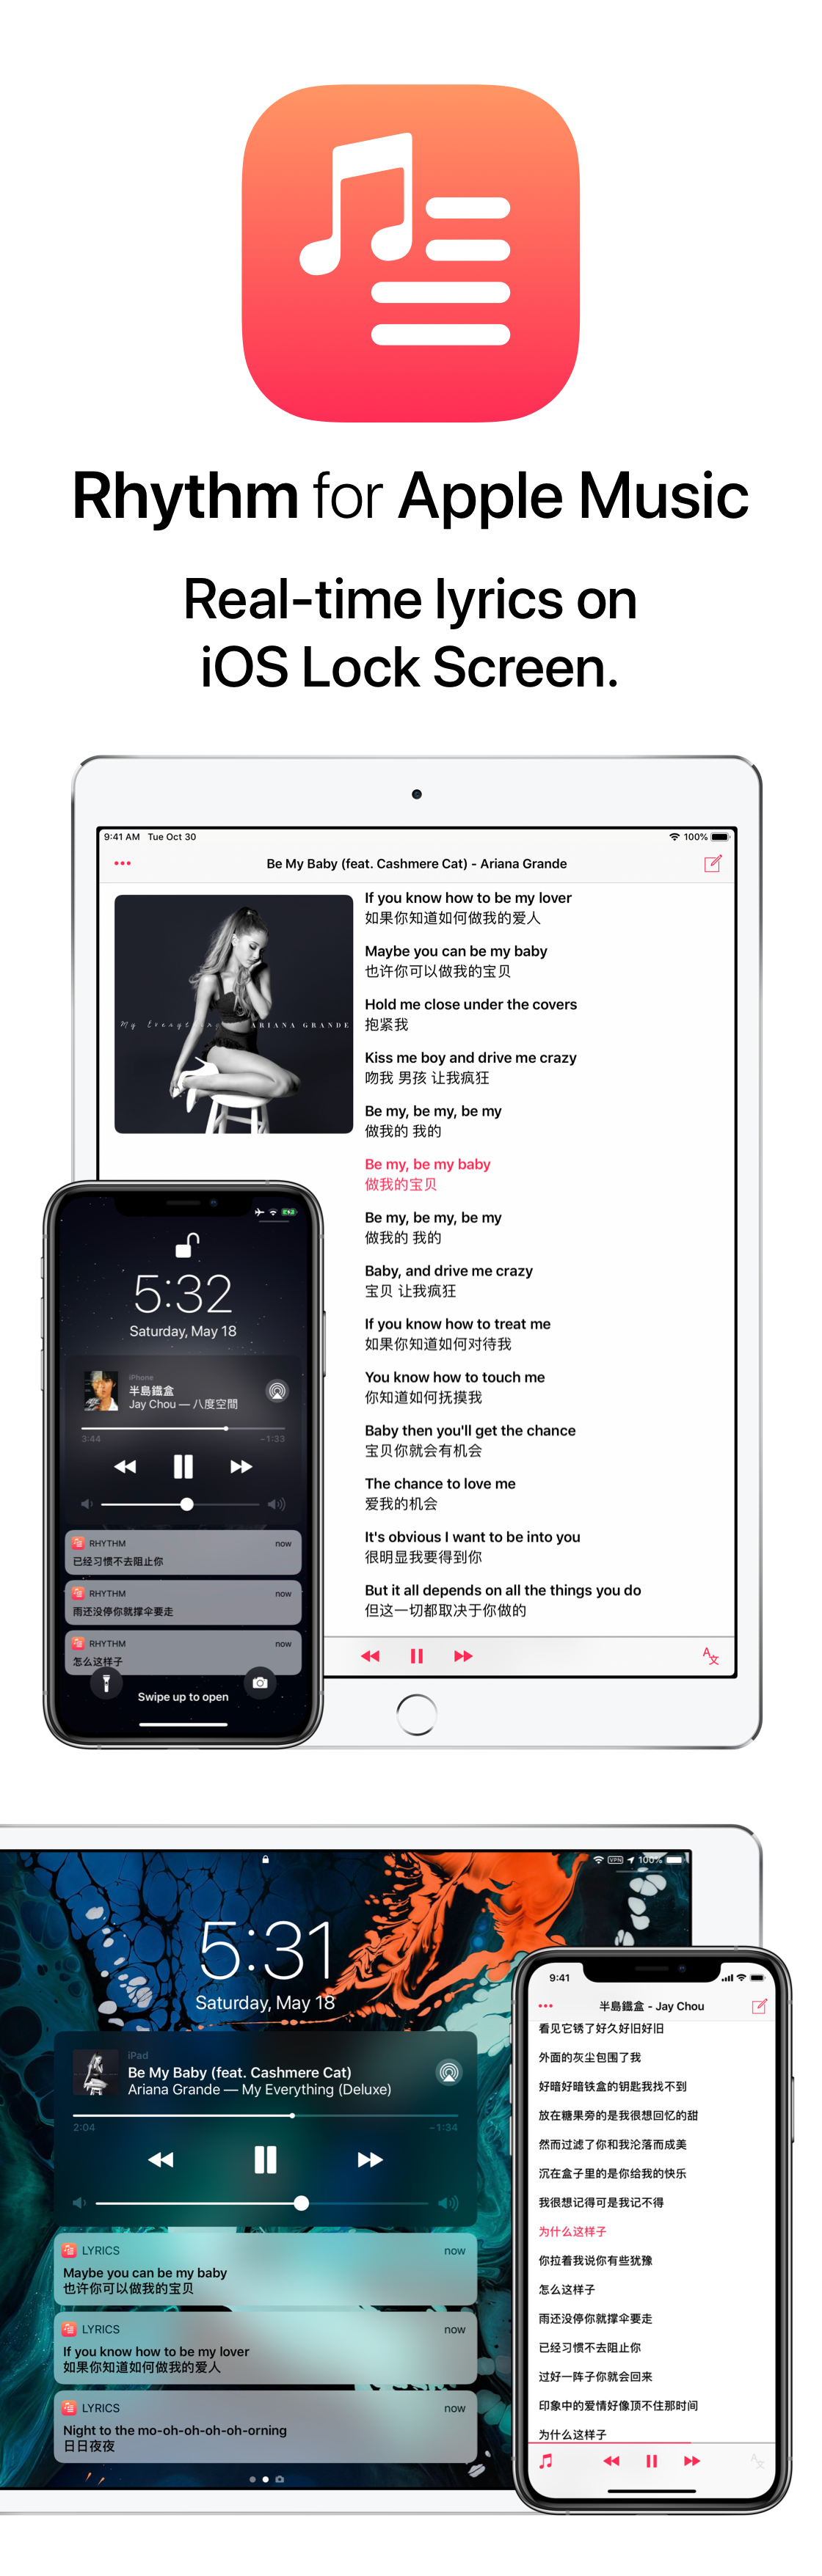 Rhythm for Apple Music
Real-time lyrics on
iOS Lock Screen.
9:41 AM Tue Oct 30
100%
Be My Baby (feat. Cashmere Cat) - Ariana Grande
My Everything
ARIANA GRANDE
If you know how to be my lover
如果你知道如何做我的爱人
Maybe you can be my baby
也许你可以做我的宝贝
Hold me close under the covers
抱紧我
Kiss me boy and drive me crazy
吻我 男孩 让我疯狂
Be my, be my, be my
做我的 我的
Be my, be my baby
做我的宝贝
Be my, be my, be my
做我的 我的
Baby, and drive me crazy
宝贝 让我疯狂
If you know how to treat me
如果你知道如何对待我
You know how to touch me
你知道如何抚摸我
Baby then you'll get the chance
宝贝你就会有机会
The chance to love me
爱我的机会
It's obvious I want to be into you
很明显我要得到你
But it all depends on all the things you do
但这一切都取决于你做的
A文
5:32
Saturday, May 18
iPhone
半島鐵盒
Jay Chou — 八度空間
3:44
-1:33
RHYTHM
now
已经习惯不去阻止你
RHYTHM
now
雨还没停你就撑伞要走
RHYTHM
now
怎么这样子
Swipe up to open
VPN 100%
5:31
Saturday, May 18
iPad
Be My Baby (feat. Cashmere Cat)
Ariana Grande — My Everything (Deluxe)
2:04
-1:34
LYRICS
now
Maybe you can be my baby
也许你可以做我的宝贝
LYRICS
now
If you know how to be my lover
如果你知道如何做我的爱人
LYRICS
now
Night to the mo-oh-oh-oh-oh-orning
日日夜夜
9:41
半島鐵盒 - Jay Chou
看见它锈了好久好旧好旧
外面的灰尘包围了我
好暗好暗铁盒的钥匙我找不到
放在糖果旁的是我很想回忆的甜
然而过滤了你和我沦落而成美
沉在盒子里的是你给我的快乐
我很想记得可是我记不得
为什么这样子
你拉着我说你有些犹豫
怎么这样子
雨还没停你就撑伞要走
已经习惯不去阻止你
过好一阵子你就会回来
印象中的爱情好像顶不住那时间
为什么这样子
A文